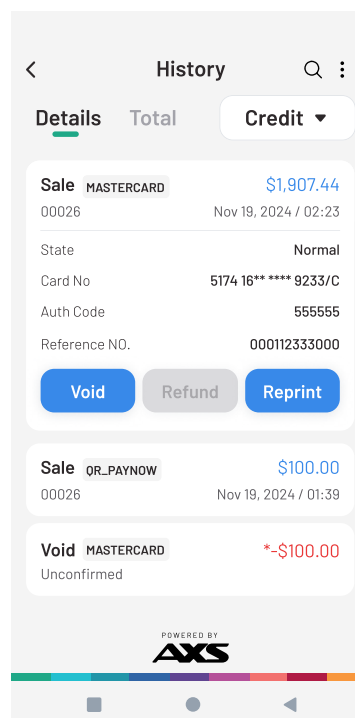 History
Details Total Credit
Sale MASTERCARD $1,907.44
00026 Nov 19, 2024 / 02:23
State Normal
Card No 5174 16** **** 9233/C
Auth Code 555555
Reference NO. 000112333000
Void Refund Reprint
Sale QR_PAYNOW $100.00
00026 Nov 19, 2024 / 01:39
Void MASTERCARD *-$100.00
Unconfirmed
POWERED BY
AXS